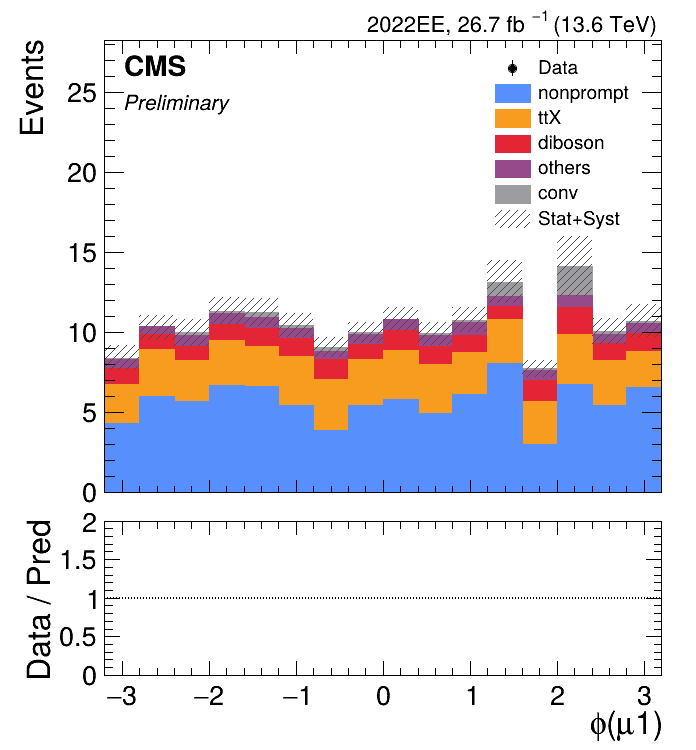 2022EE, 26.7 fb⁻¹ (13.6 TeV)
CMS
Preliminary
Data
nonprompt
ttX
diboson
others
conv
Stat+Syst
Events
25
20
15
10
5
0
Data / Pred
2
1.5
1
0.5
0
−3 −2 −1 0 1 2 3
ϕ(μ1)